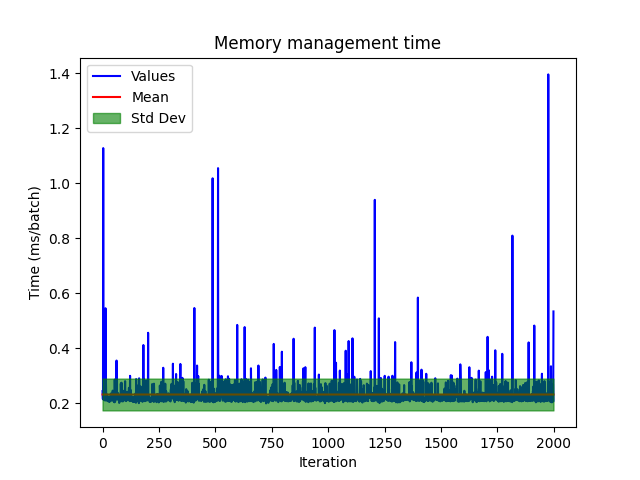 Memory management time
Values
Mean
Std Dev
Time (ms/batch)
1.4
1.2
1.0
0.8
0.6
0.4
0.2
0 250 500 750 1000 1250 1500 1750 2000
Iteration